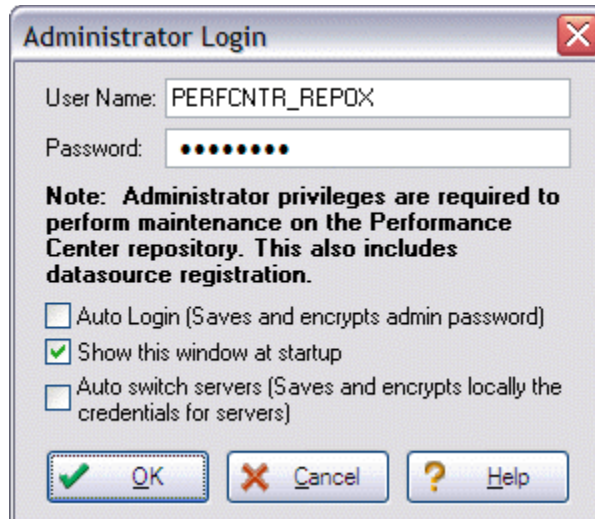 Administrator Login
User Name: PERFCNTR_REPOX
Password: ••••••••
Note: Administrator privileges are required to
perform maintenance on the Performance
Center repository. This also includes
datasource registration.
Auto Login (Saves and encrypts admin password)
Show this window at startup
Auto switch servers (Saves and encrypts locally the
credentials for servers)
OK Cancel Help